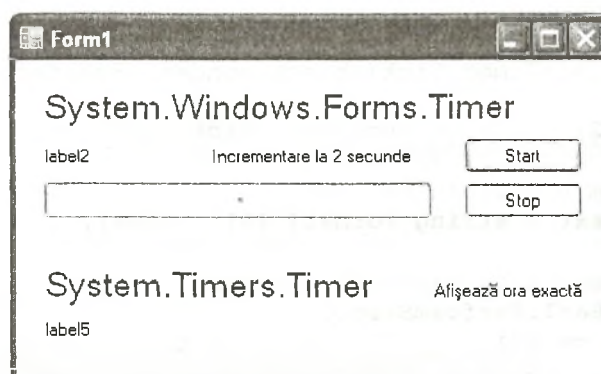 Form1
System.Windows.Forms.Timer
label2 Incrementare la 2 secunde Start
Stop
System.Timers.Timer Afişează ora exactă
label5